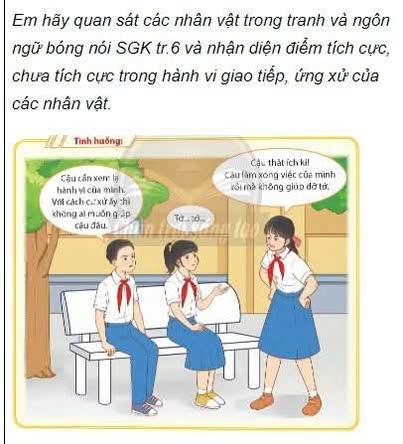 Em hãy quan sát các nhân vật trong tranh và ngôn
ngữ bóng nói SGK tr.6 và nhận diện điểm tích cực,
chưa tích cực trong hành vi giao tiếp, ứng xử của
các nhân vật.
Tình huống:
Cậu cần xem lại
hành vi của mình.
Với cách cư xử ấy thì
không ai muốn giúp
cậu đâu.
Tớ... tớ...
Cậu thật ích kỉ!
Cậu làm xong việc của mình
rồi mà không giúp đỡ tớ.